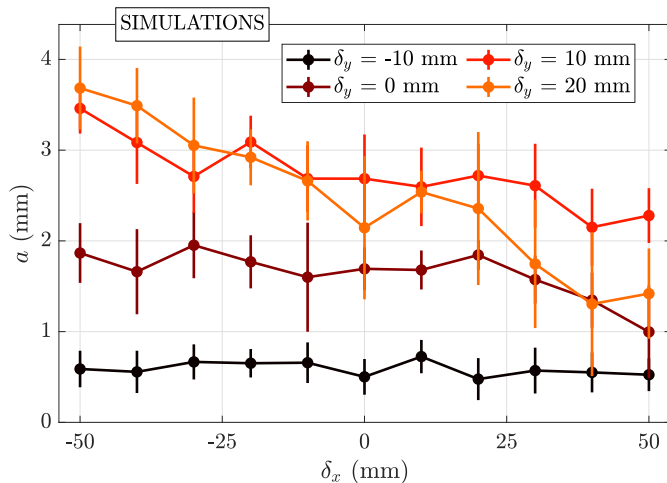 SIMULATIONS
δy = -10 mm
δy = 10 mm
δy = 0 mm
δy = 20 mm
4
3
2
1
0
a (mm)
-50
-25
0
25
50
δx (mm)